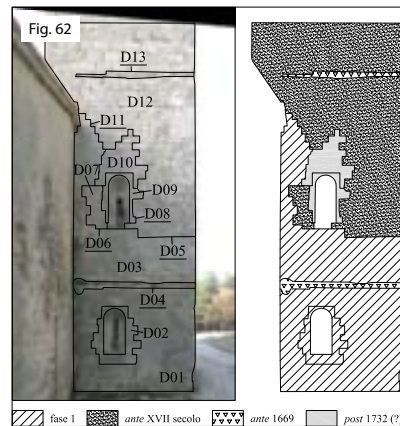 Fig. 62
D13
D12
D11
D10
D07
D09
D08
D06
D05
D03
D04
D02
D01
fase 1
ante XVII secolo
ante 1669
post 1732 (?)